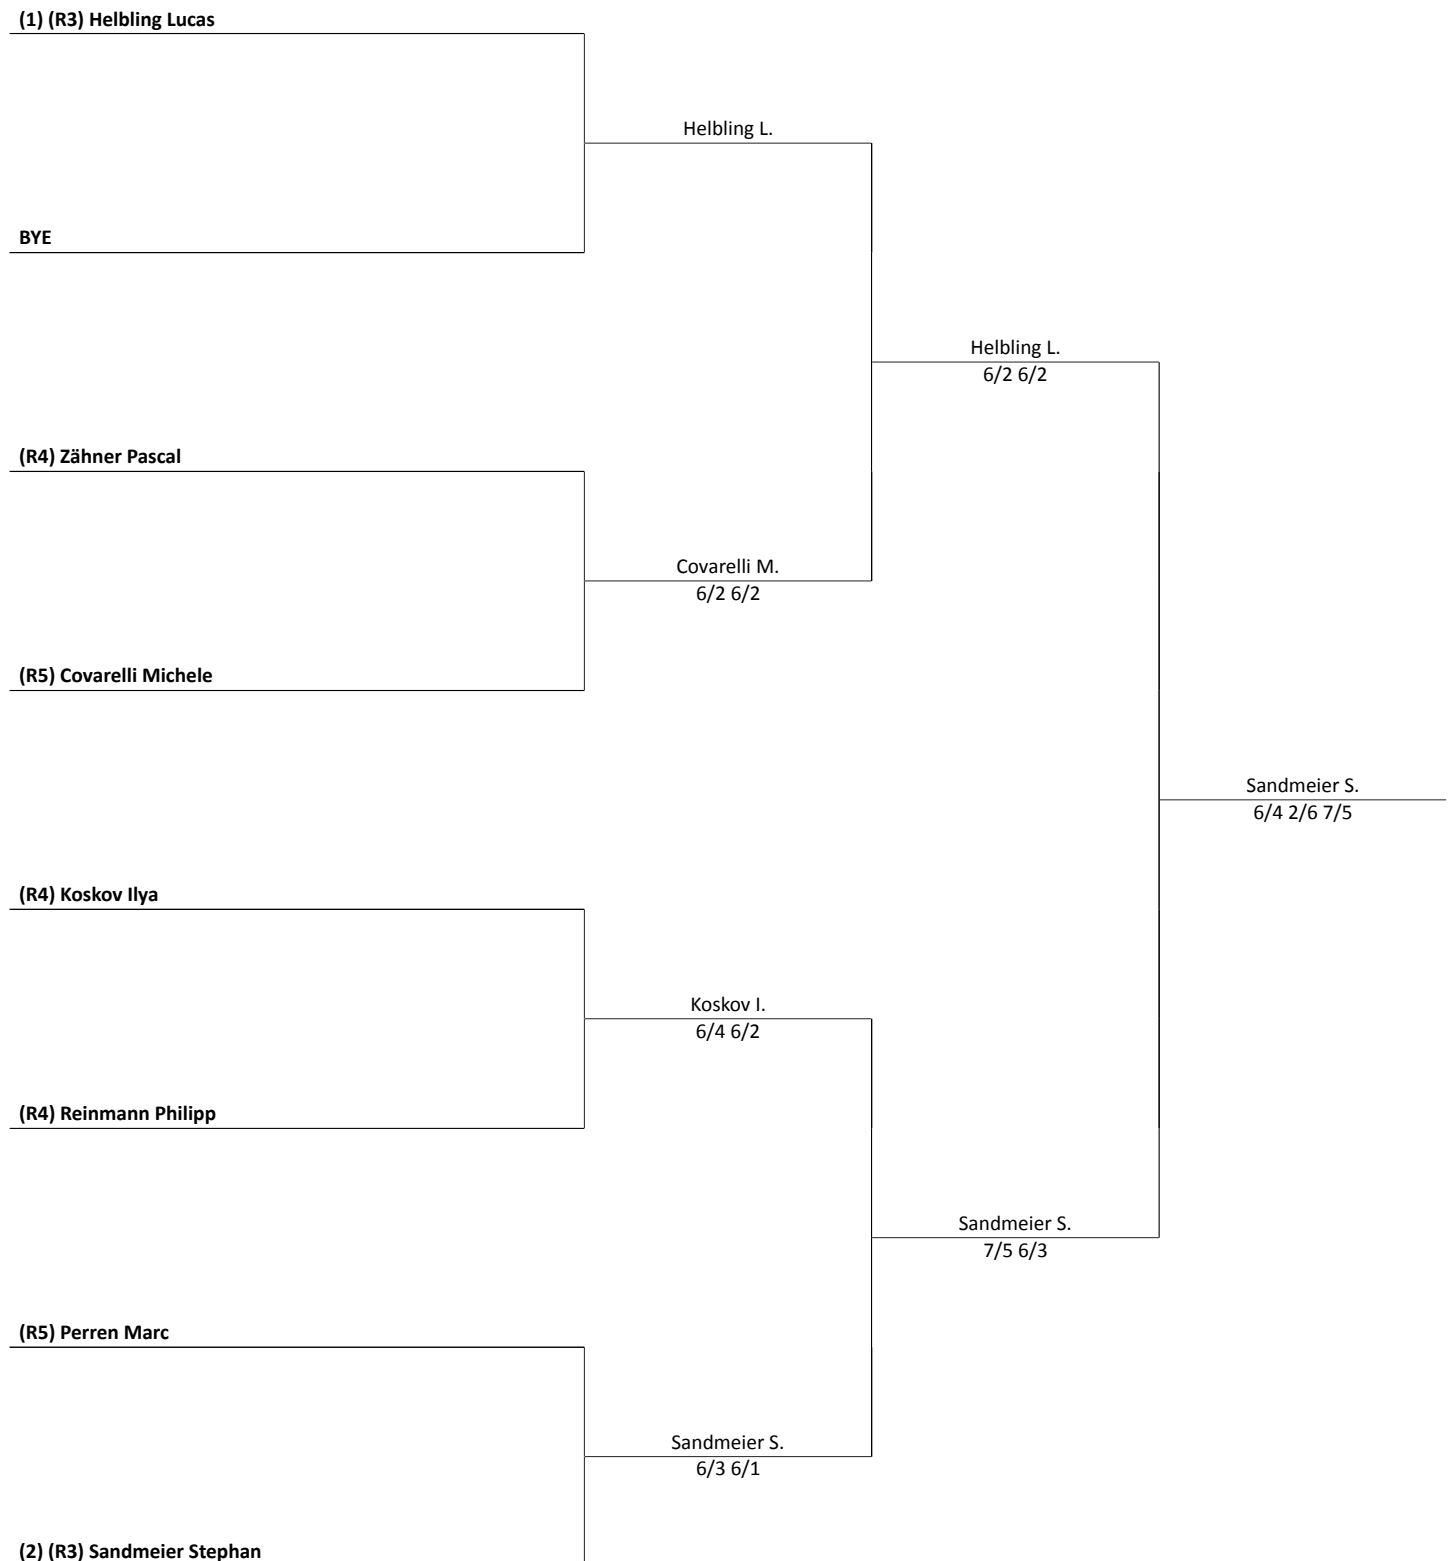 (1) (R3) Helbling Lucas
Helbling L.
BYE
Helbling L.
6/2 6/2
(R4) Zähner Pascal
Covarelli M.
6/2 6/2
(R5) Covarelli Michele
Sandmeier S.
6/4 2/6 7/5
(R4) Koskov Ilya
Koskov I.
6/4 6/2
(R4) Reinmann Philipp
Sandmeier S.
7/5 6/3
(R5) Perren Marc
Sandmeier S.
6/3 6/1
(2) (R3) Sandmeier Stephan